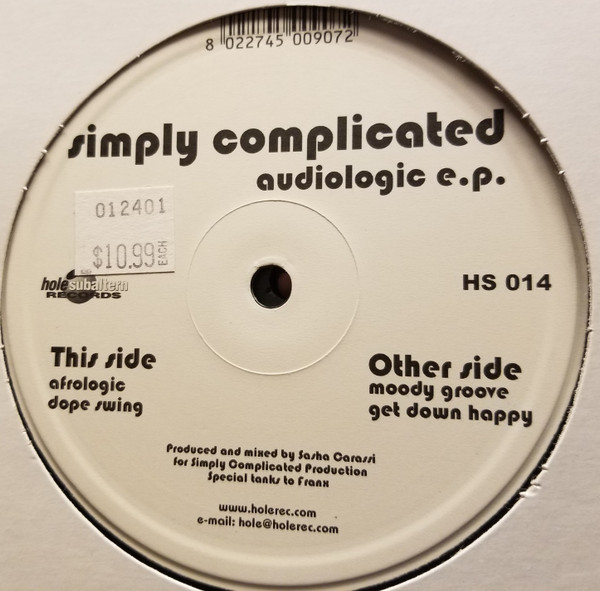 8 022745 009072
simply complicated
audiologic e.p.
012401
$10.99 EACH
hole subaltern
RECORDS
HS 014
This side
afrologic
dope swing
Other side
moody groove
get down happy
Produced and mixed by Sasha Carassi
for Simply Complicated Production
Special tanks to Franx
www.holerec.com
e-mail: hole@holerec.com